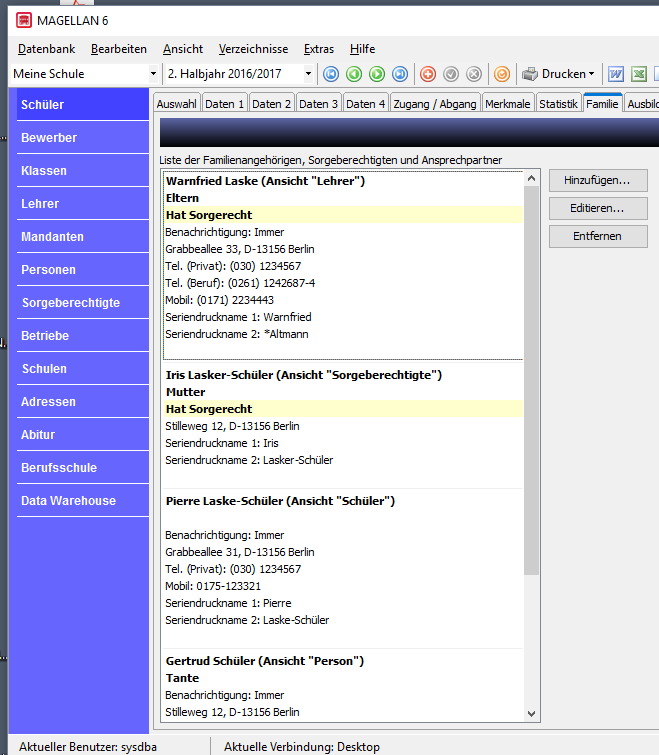 MAGELLAN 6
Datenbank Bearbeiten Ansicht Verzeichnisse Extras Hilfe
Meine Schule 2. Halbjahr 2016/2017 Drucken
Schüler
Bewerber
Klassen
Lehrer
Mandanten
Personen
Sorgeberechtigte
Betriebe
Schulen
Adressen
Abitur
Berufsschule
Data Warehouse
Auswahl Daten 1 Daten 2 Daten 3 Daten 4 Zugang / Abgang Merkmale Statistik Familie Ausbild
Liste der Familienangehörigen, Sorgeberechtigten und Ansprechpartner
Warnfried Laske (Ansicht "Lehrer")
Eltern
Hat Sorgerecht
Benachrichtigung: Immer
Grabbeallee 33, D-13156 Berlin
Tel. (Privat): (030) 1234567
Tel. (Beruf): (0261) 1242687-4
Mobil: (0171) 2234443
Seriendruckname 1: Warnfried
Seriendruckname 2: *Altmann
Iris Lasker-Schüler (Ansicht "Sorgeberechtigte")
Mutter
Hat Sorgerecht
Stilleweg 12, D-13156 Berlin
Seriendruckname 1: Iris
Seriendruckname 2: Lasker-Schüler
Pierre Laske-Schüler (Ansicht "Schüler")
Benachrichtigung: Immer
Grabbeallee 31, D-13156 Berlin
Tel. (Privat): (030) 1234567
Mobil: 0175-123321
Seriendruckname 1: Pierre
Seriendruckname 2: Laske-Schüler
Gertrud Schüler (Ansicht "Person")
Tante
Benachrichtigung: Immer
Stilleweg 12, D-13156 Berlin
Hinzufügen...
Editieren...
Entfernen
Aktueller Benutzer: sysdba Aktuelle Verbindung: Desktop